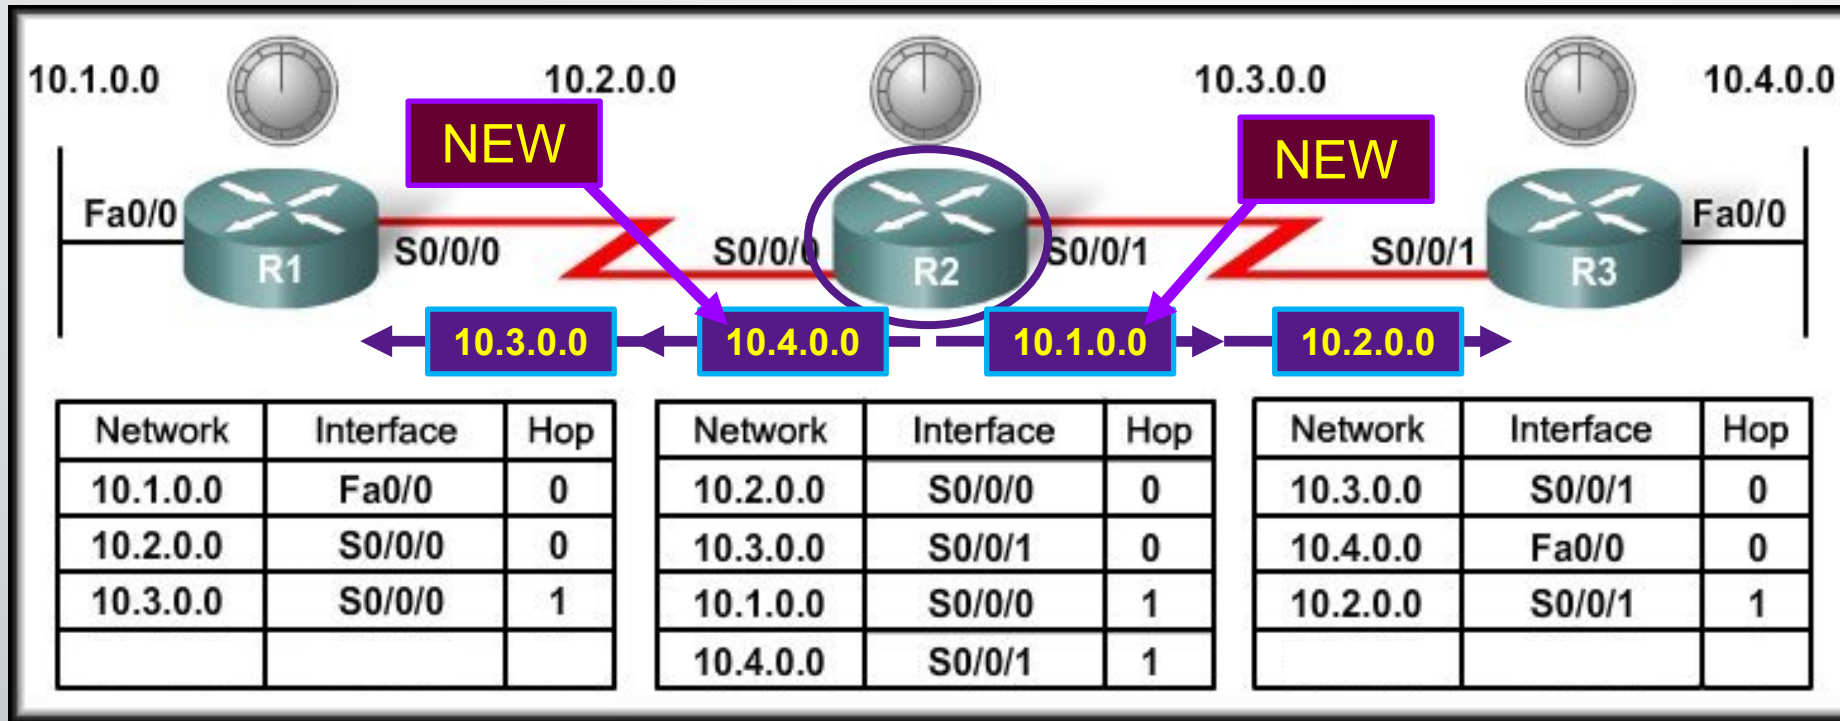 10.1.0.0 10.2.0.0 10.3.0.0 10.4.0.0
NEW NEW
Fa0/0 Fa0/0
S0/0/0 S0/0/0 S0/0/1 S0/0/1
R1 R2 R3
10.3.0.0 10.4.0.0 10.1.0.0 10.2.0.0
Network Interface Hop
10.1.0.0 Fa0/0 0
10.2.0.0 S0/0/0 0
10.3.0.0 S0/0/0 1
Network Interface Hop
10.2.0.0 S0/0/0 0
10.3.0.0 S0/0/1 0
10.1.0.0 S0/0/0 1
10.4.0.0 S0/0/1 1
Network Interface Hop
10.3.0.0 S0/0/1 0
10.4.0.0 Fa0/0 0
10.2.0.0 S0/0/1 1